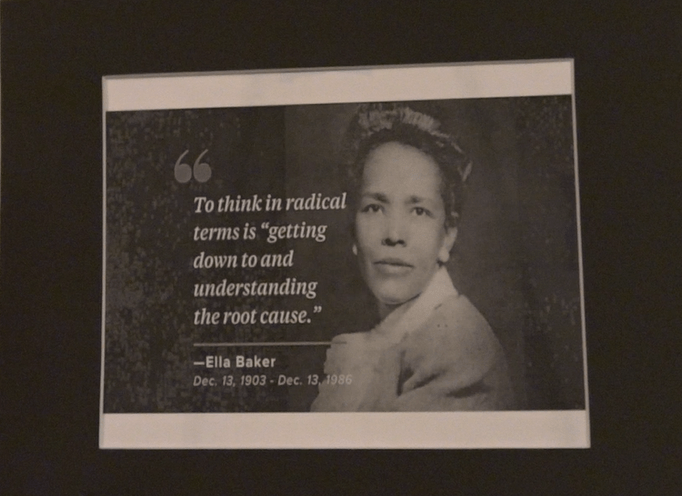 “
To think in radical
terms is “getting
down to and
understanding
the root cause.”
—Ella Baker
Dec. 13, 1903 - Dec. 13, 1986